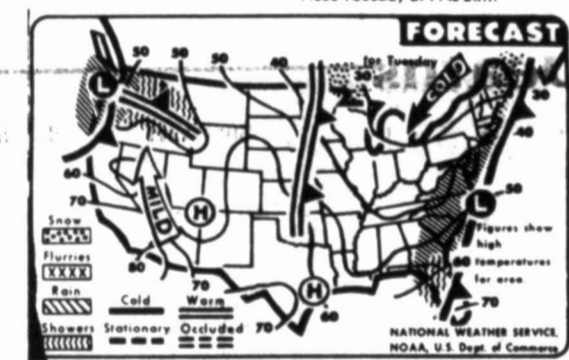 FORECAST
for Tuesday
50 50 50 40 30 30
COLD
40
L
60
70
MILD
H
L
50
Figures show
high
temperatures
for area.
80
70
70
H
60
60
70
Snow
Flurries
Rain
Showers
Cold
Warm
Stationary
Occluded
NATIONAL WEATHER SERVICE,
NOAA, U.S. Dept. of Commerce